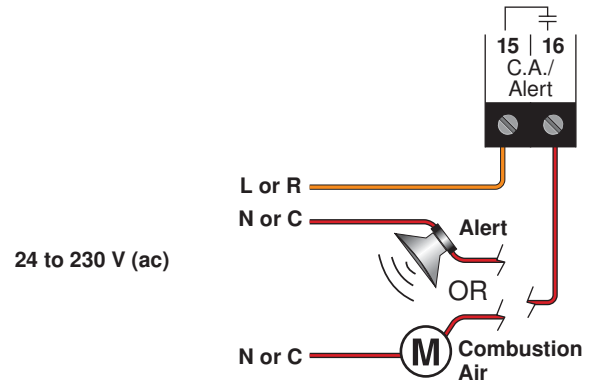 15 | 16
C.A./
Alert
L or R
N or C
Alert
24 to 230 V (ac)
OR
M
N or C
Combustion
Air